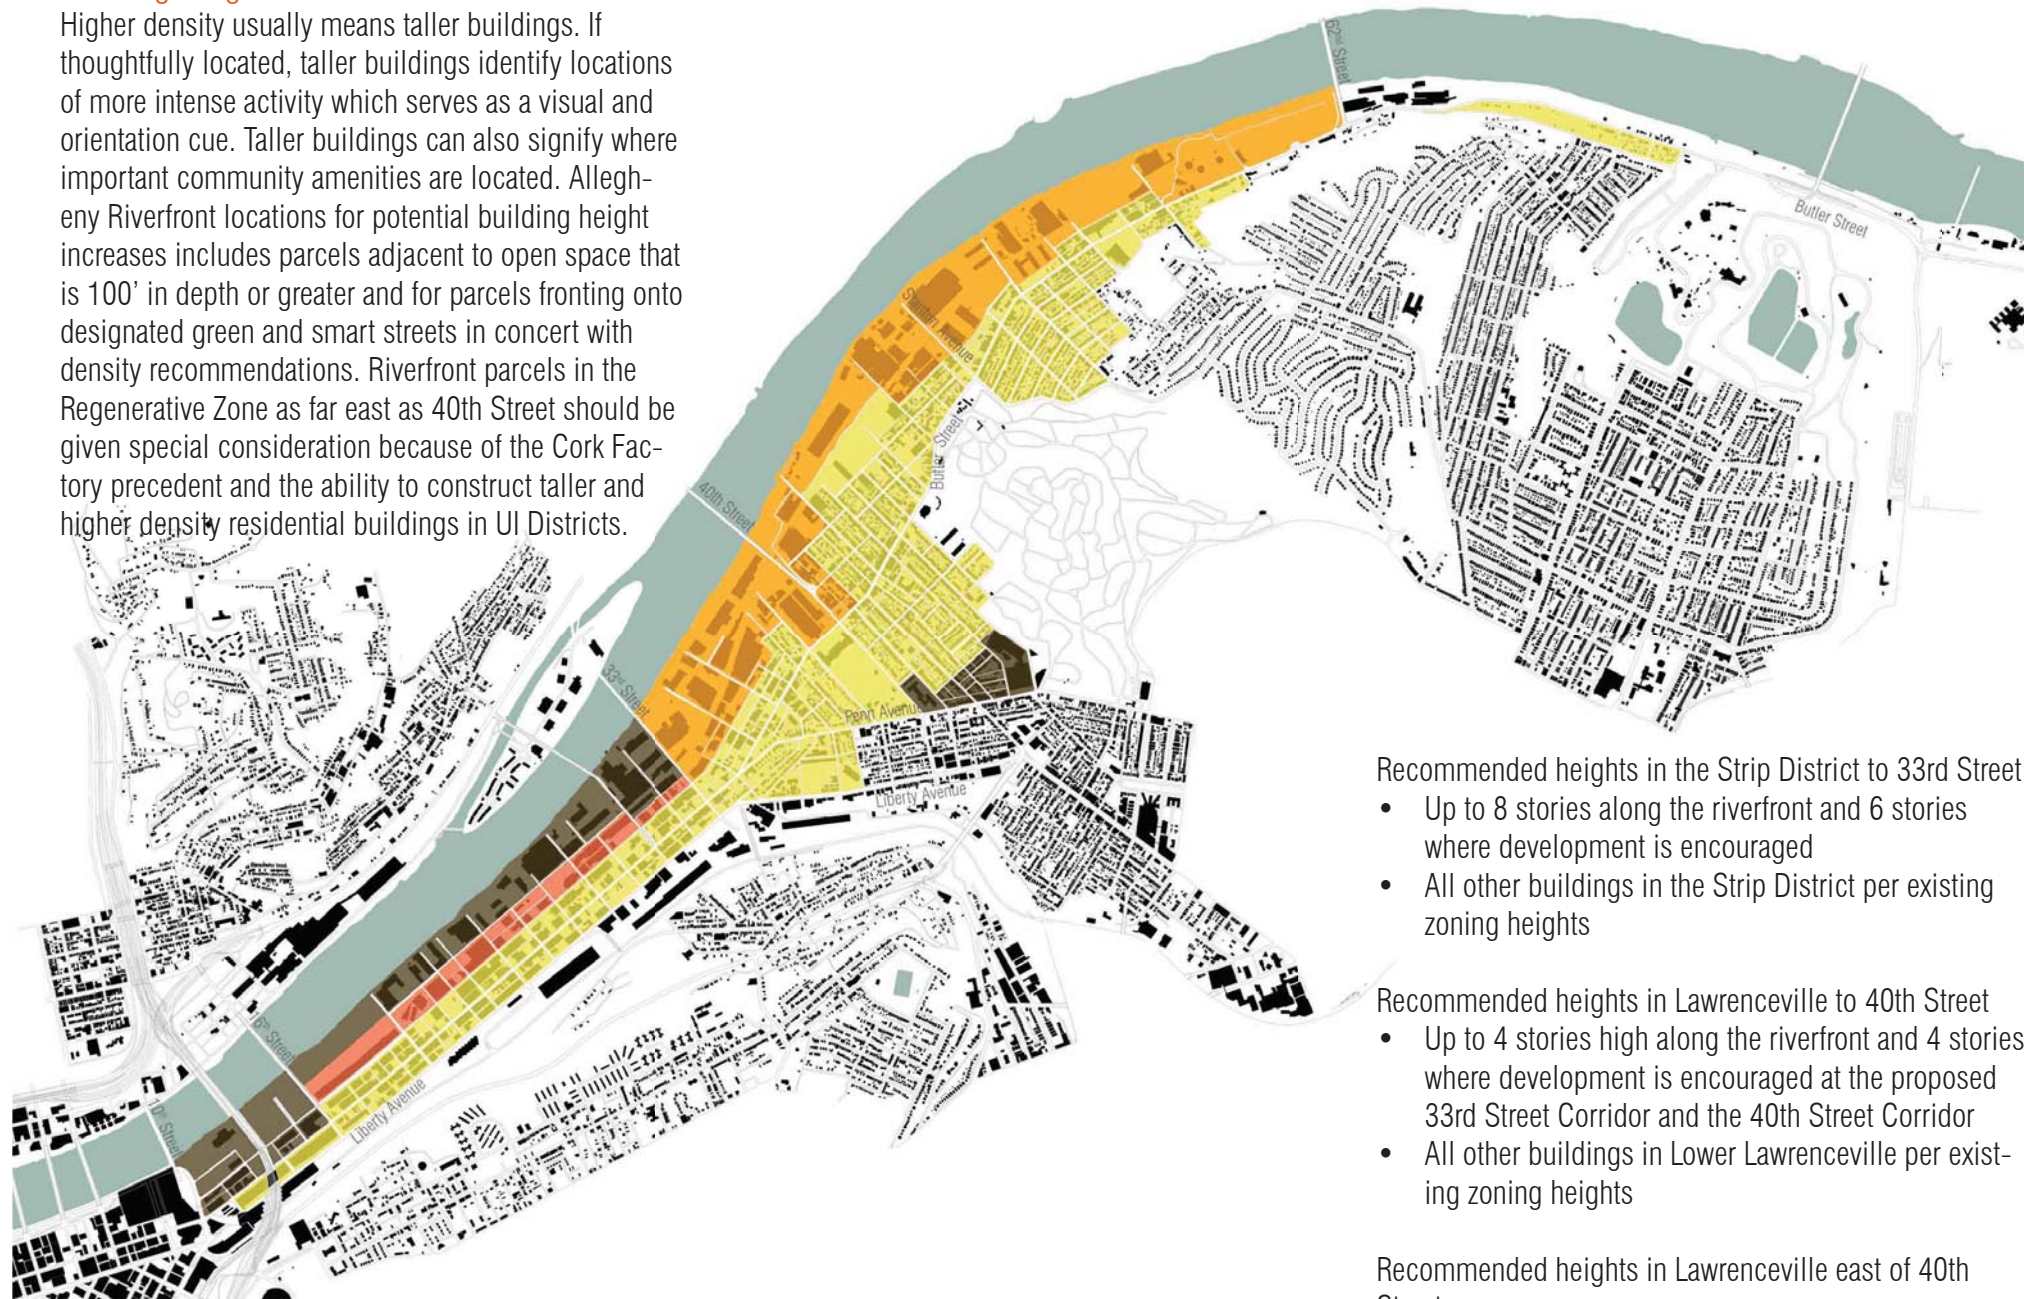 Higher density usually means taller buildings. If
thoughtfully located, taller buildings identify locations
of more intense activity which serves as a visual and
orientation cue. Taller buildings can also signify where
important community amenities are located. Allegh-
eny Riverfront locations for potential building height
increases includes parcels adjacent to open space that
is 100' in depth or greater and for parcels fronting onto
designated green and smart streets in concert with
density recommendations. Riverfront parcels in the
Regenerative Zone as far east as 40th Street should be
given special consideration because of the Cork Fac-
tory precedent and the ability to construct taller and
higher density residential buildings in UI Districts.
62nd Street
Butler Street
Stanton Avenue
Butler Street
40th Street
33rd Street
Penn Avenue
Liberty Avenue
Street
Liberty Avenue
10th Street
Recommended heights in the Strip District to 33rd Street
• Up to 8 stories along the riverfront and 6 stories
where development is encouraged
• All other buildings in the Strip District per existing
zoning heights
Recommended heights in Lawrenceville to 40th Street
• Up to 4 stories high along the riverfront and 4 stories
where development is encouraged at the proposed
33rd Street Corridor and the 40th Street Corridor
• All other buildings in Lower Lawrenceville per exist-
ing zoning heights
Recommended heights in Lawrenceville east of 40th